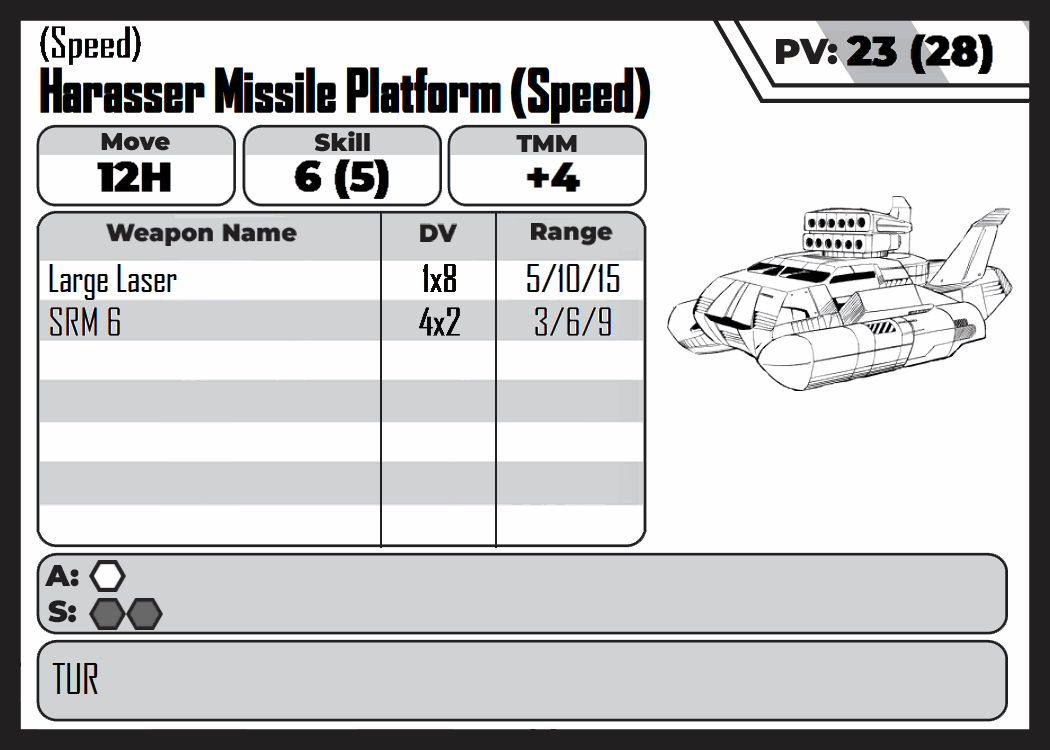 (Speed)
PV: 23 (28)
Harasser Missile Platform (Speed)
Move Skill TMM
12H 6 (5) +4
Weapon Name DV Range
Large Laser 1x8 5/10/15
SRM 6 4x2 3/6/9
A:
S:
TUR